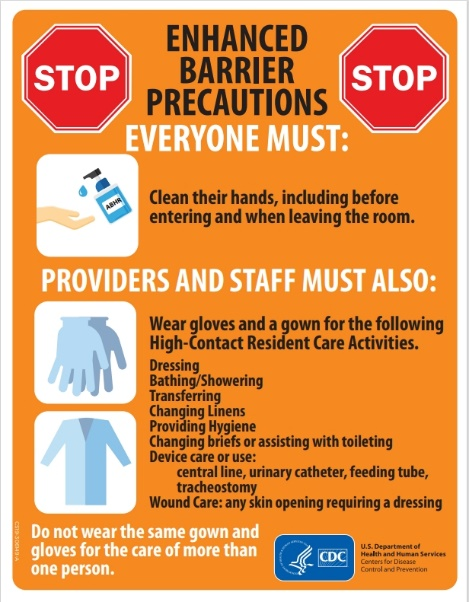 STOP
ENHANCED
BARRIER
PRECAUTIONS
STOP
EVERYONE MUST:
ABHR
Clean their hands, including before
entering and when leaving the room.
PROVIDERS AND STAFF MUST ALSO:
Wear gloves and a gown for the following
High-Contact Resident Care Activities.
Dressing
Bathing/Showering
Transferring
Changing Linens
Providing Hygiene
Changing briefs or assisting with toileting
Device care or use:
central line, urinary catheter, feeding tube,
tracheostomy
Wound Care: any skin opening requiring a dressing
Do not wear the same gown and
gloves for the care of more than
one person.
CDC
U.S. Department of
Health and Human Services
Centers for Disease
Control and Prevention